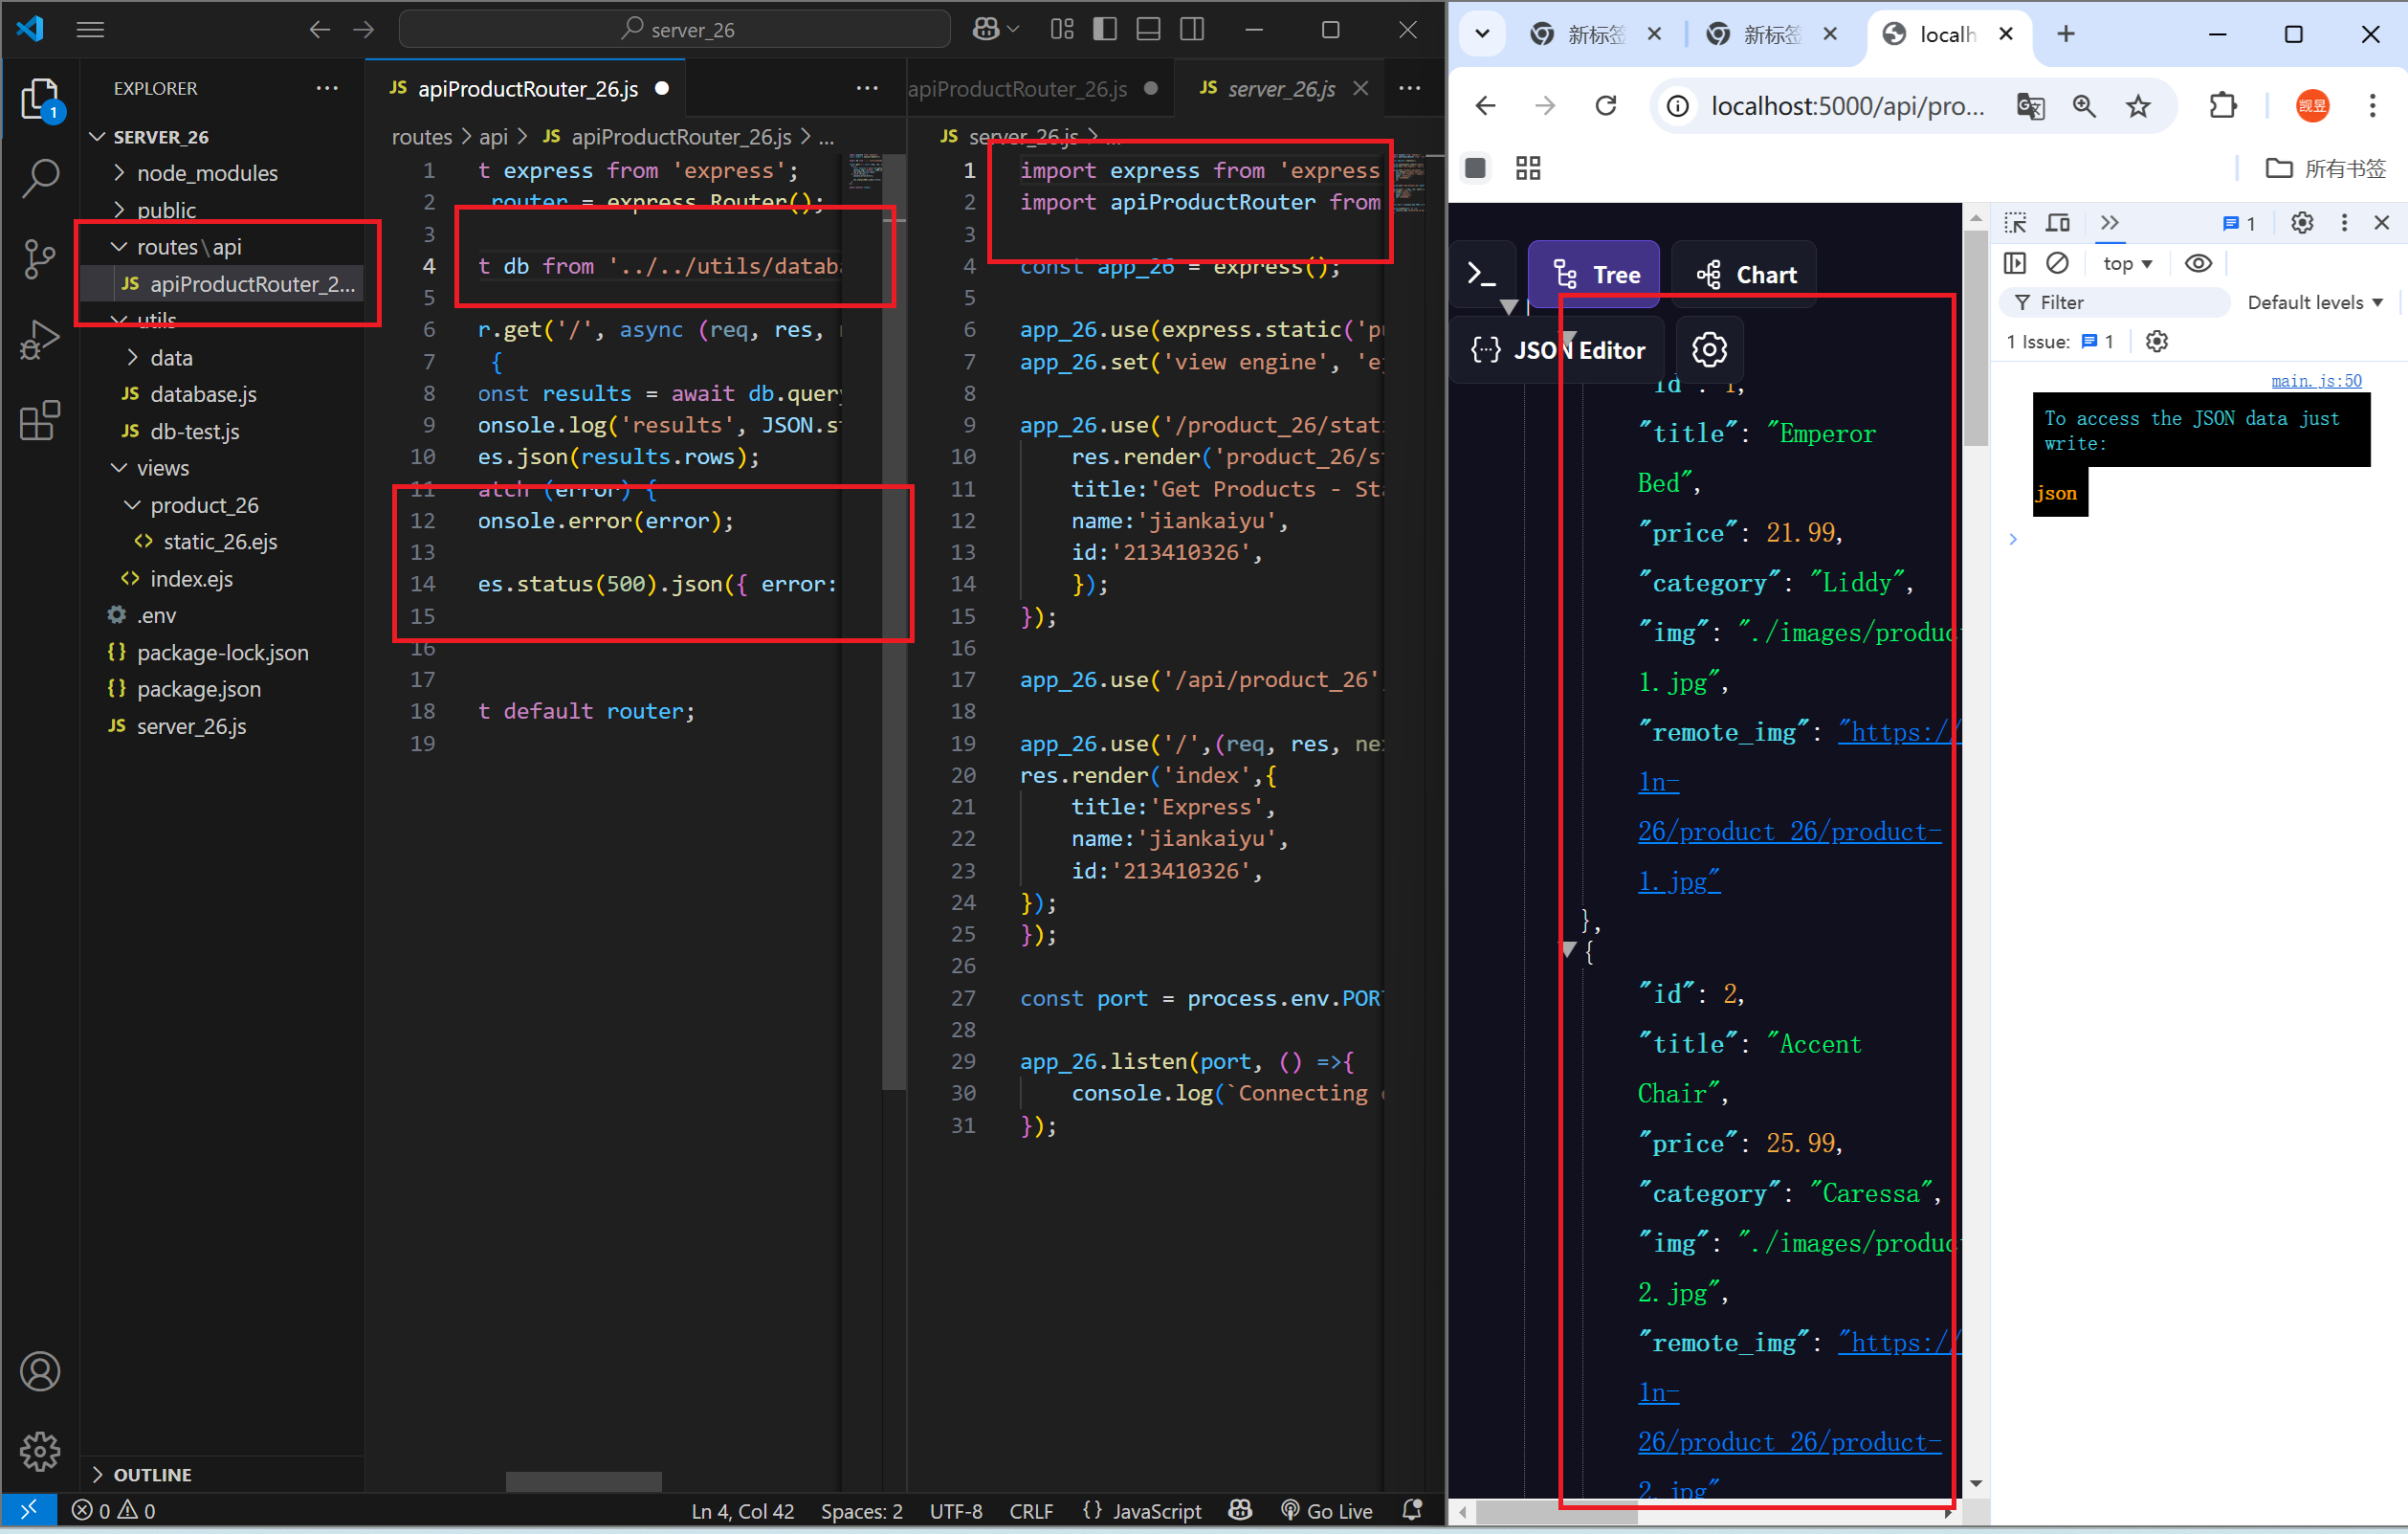 server_26
EXPLORER
SERVER_26
node_modules
public
routes\api
JS apiProductRouter_2...
utils
data
JS database.js
JS db-test.js
views
product_26
<> static_26.ejs
<> index.ejs
.env
{} package-lock.json
{} package.json
JS server_26.js
OUTLINE
JS apiProductRouter_26.js
routes > api > JS apiProductRouter_26.js > ...
1 t express from 'express';
2 router = express.Router();
3
4 t db from '../../utils/datab
5
6 r.get('/', async (req, res,
7 {
8 onst results = await db.query
9 onsole.log('results', JSON.s
10 es.json(results.rows);
11 atch (error) {
12 onsole.error(error);
13
14 es.status(500).json({ error:
15
16
17
18 t default router;
19
apiProductRouter_26.js
JS server_26.js
JS server_26.js > ...
1 import express from 'express
2 import apiProductRouter from
3
4 const app_26 = express();
5
6 app_26.use(express.static('p
7 app_26.set('view engine', 'e
8
9 app_26.use('/product_26/stat
10 res.render('product_26/s
11 title:'Get Products - Sta
12 name:'jiankaiyu',
13 id:'213410326',
14 });
15 });
16
17 app_26.use('/api/product_26'
18
19 app_26.use('/',(req, res, ne
20 res.render('index',{
21 title:'Express',
22 name:'jiankaiyu',
23 id:'213410326',
24 });
25 });
26
27 const port = process.env.POR
28
29 app_26.listen(port, () =>{
30 console.log(`Connecting
31 });
0 0
Ln 4, Col 42
Spaces: 2
UTF-8
CRLF
{} JavaScript
Go Live
新标签
新标签
localh
localhost:5000/api/pro...
凯昱
所有书签
Tree
Chart
JSON Editor
"id": 1,
"title": "Emperor
Bed",
"price": 21.99,
"category": "Liddy",
"img": "./images/produc
1.jpg",
"remote_img": "https://
1n-
26/product_26/product-
1.jpg"
},
{
"id": 2,
"title": "Accent
Chair",
"price": 25.99,
"category": "Caressa",
"img": "./images/produc
2.jpg",
"remote_img": "https://
1n-
26/product_26/product-
2.jpg"
1
top
Filter
Default levels
1 Issue: 1
main.js:50
To access the JSON data just
write:
json